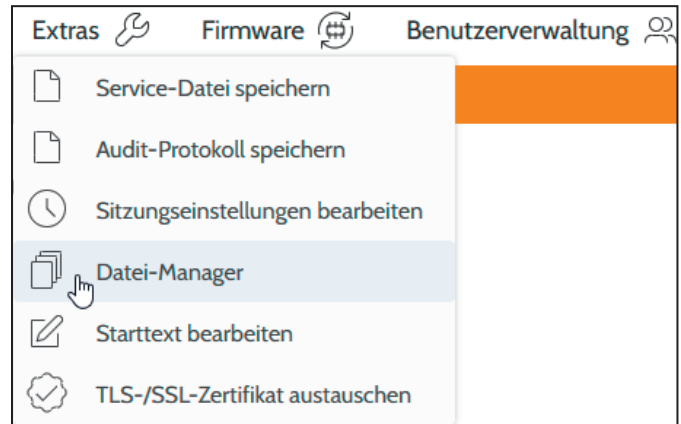 Extras Firmware Benutzerverwaltung
Service-Datei speichern
Audit-Protokoll speichern
Sitzungseinstellungen bearbeiten
Datei-Manager
Starttext bearbeiten
TLS-/SSL-Zertifikat austauschen